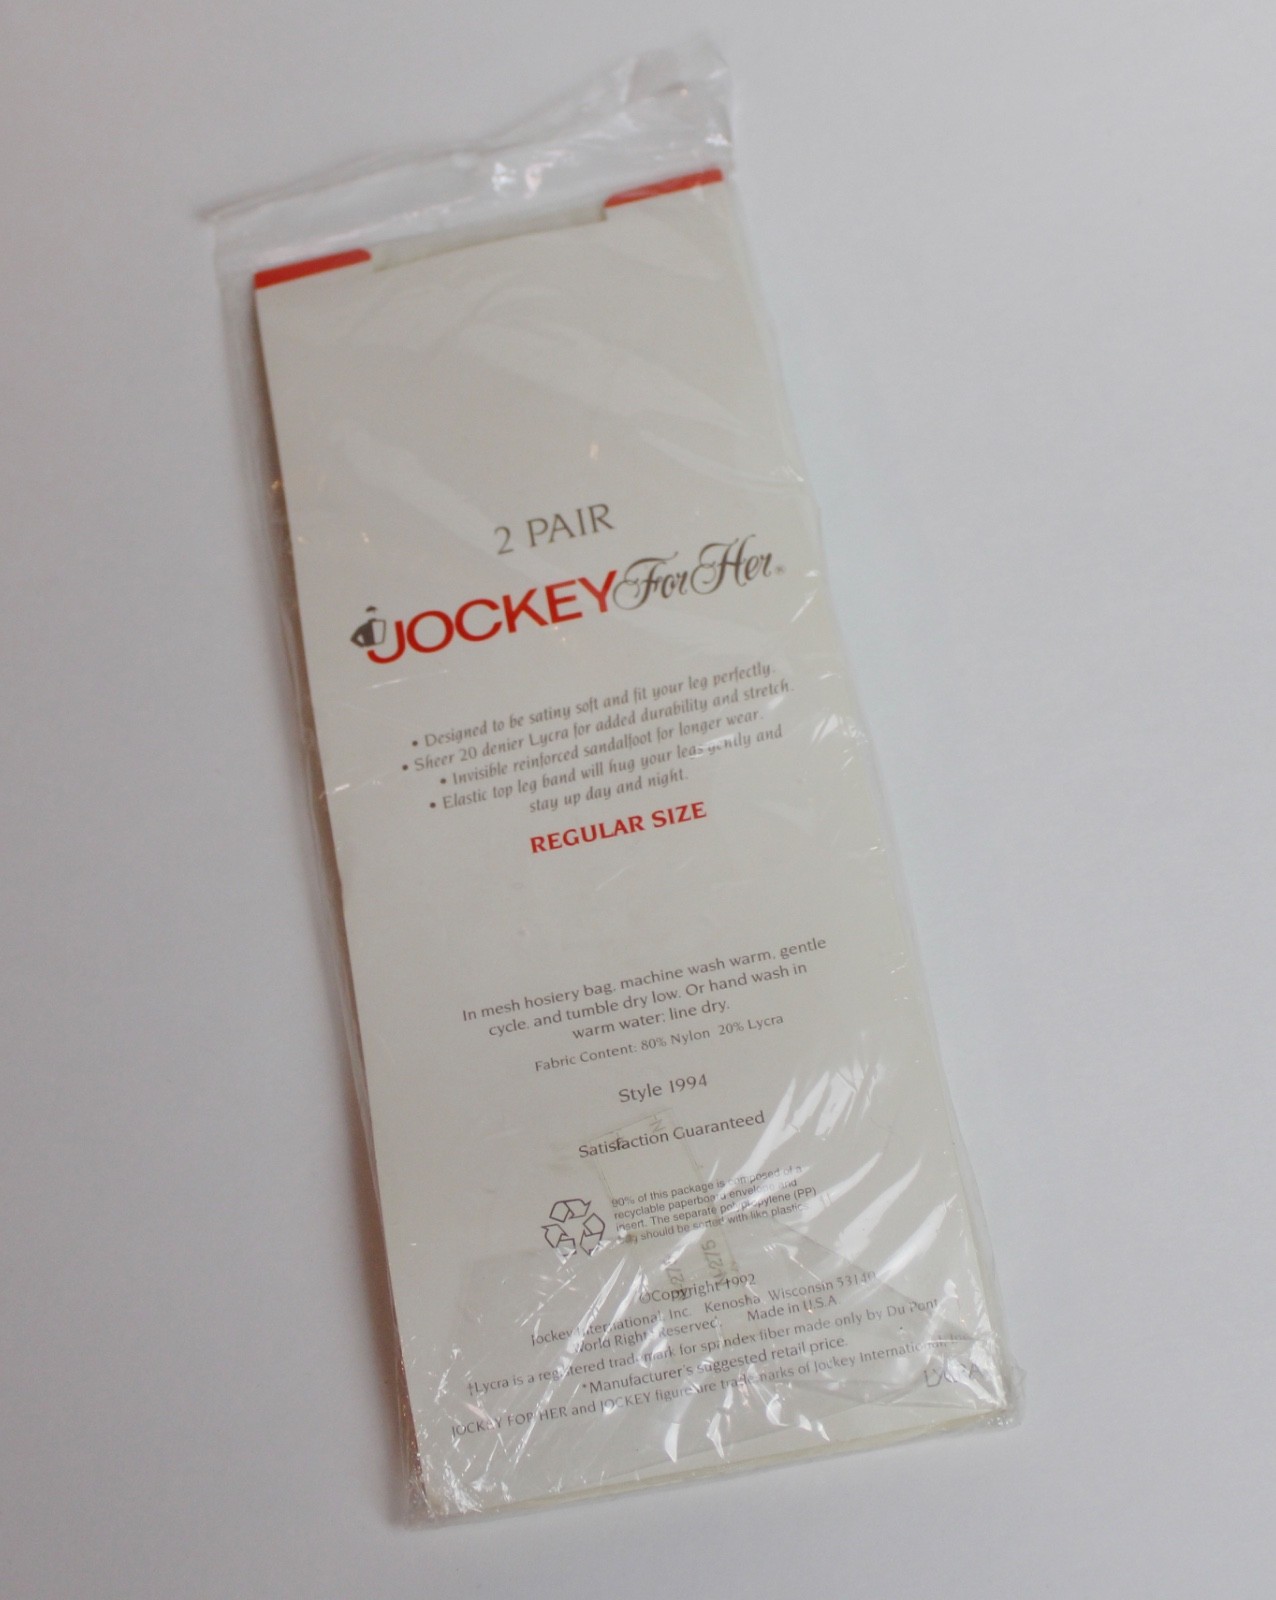 2 PAIR
JOCKEY For Her®
• Designed to be satiny soft and fit your leg perfectly.
• Sheer 20 denier Lycra for added durability and stretch.
• Invisible reinforced sandalfoot for longer wear.
• Elastic top leg band will hug your legs gently and
stay up day and night.
REGULAR SIZE
In mesh hosiery bag, machine wash warm, gentle
cycle, and tumble dry low. Or hand wash in
warm water; line dry.
Fabric Content: 80% Nylon 20% Lycra
Style 1994
Satisfaction Guaranteed
90% of this package is composed of a
recyclable paperboard envelope and
insert. The separate polypropylene (PP)
should be sorted with like plastics
©Copyright 1992
Jockey International, Inc. Kenosha, Wisconsin 53140
World Rights Reserved. Made in U.S.A.
†Lycra is a registered trademark for spandex fiber made only by Du Pont
*Manufacturer's suggested retail price.
JOCKEY FOR HER and JOCKEY figure are trademarks of Jockey International, Inc.
LYCRA